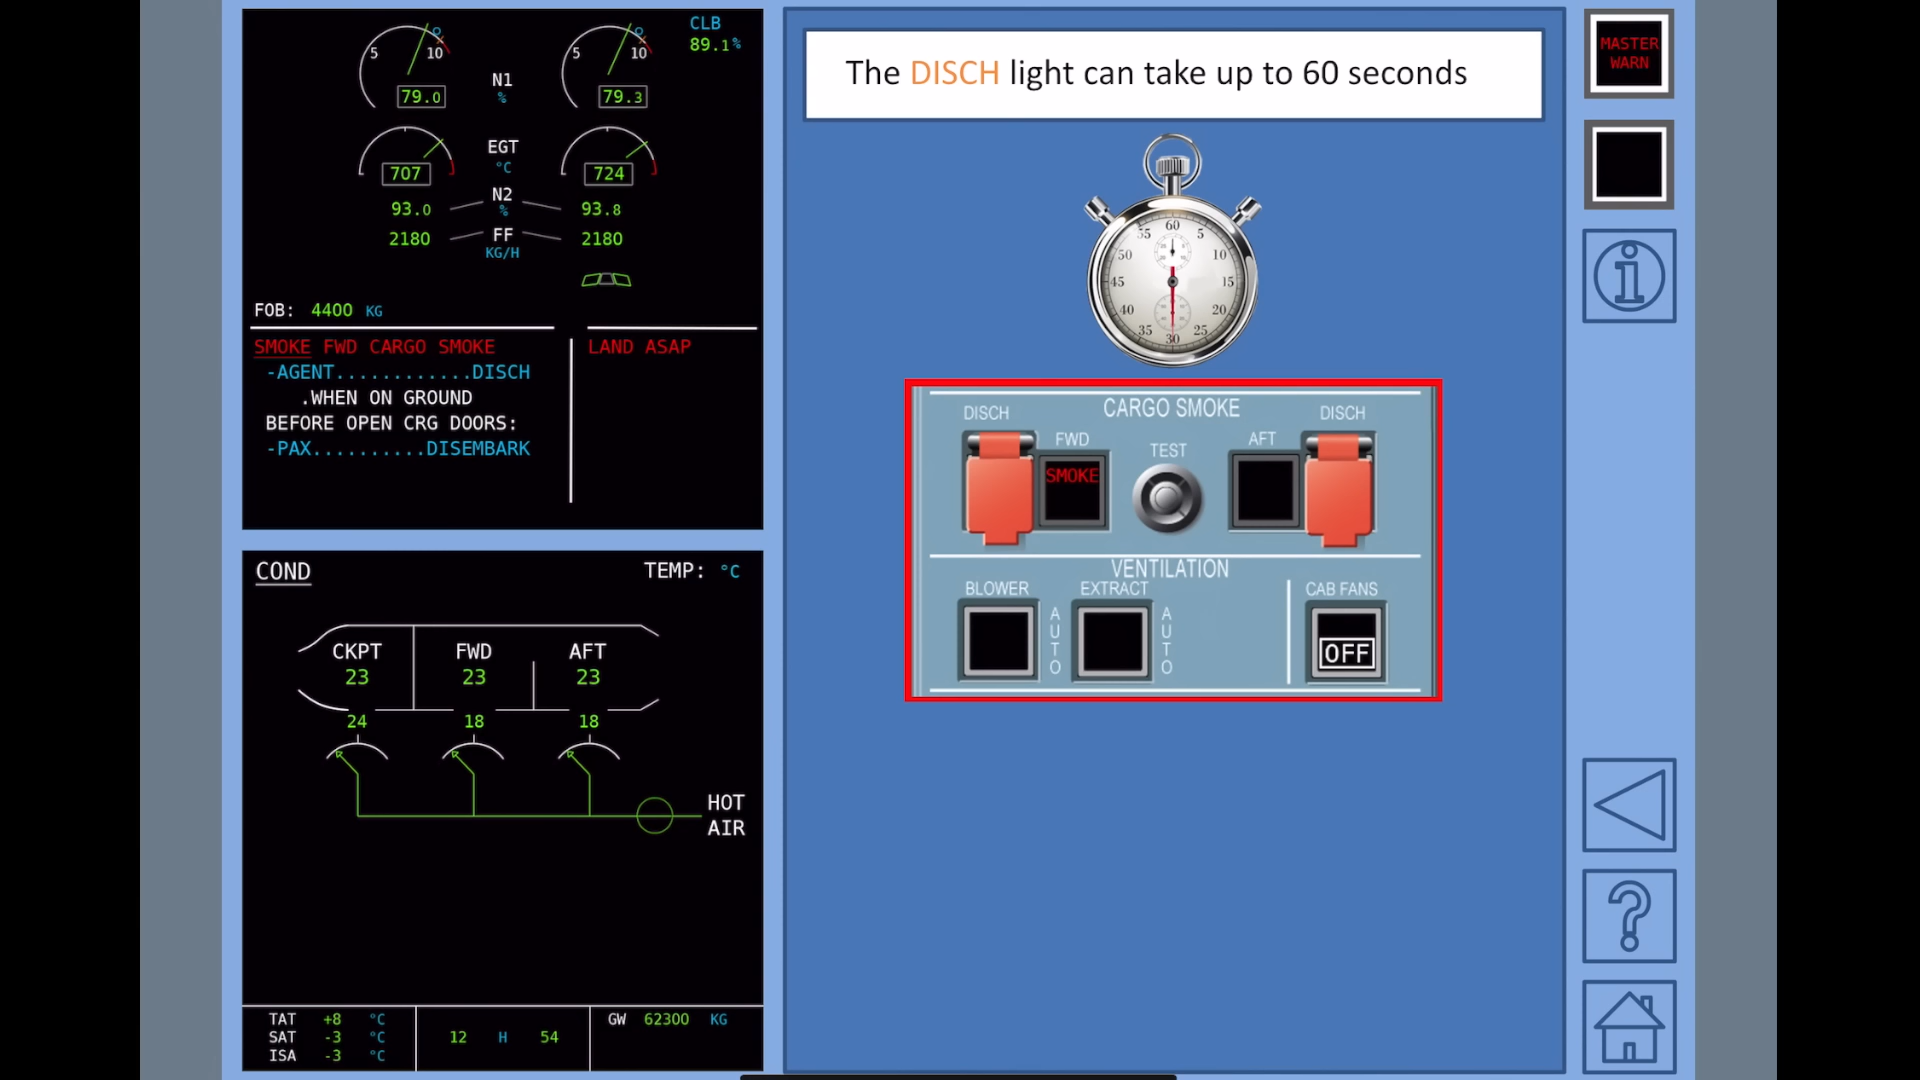 CLB
89.1%
5 10 5 10
N1
%
79.0 79.3
EGT
°C
707 724
N2
%
93.0 93.8
FF
2180 2180
KG/H
FOB: 4400 KG
SMOKE FWD CARGO SMOKE
-AGENT............DISCH
.WHEN ON GROUND
BEFORE OPEN CRG DOORS:
-PAX..........DISEMBARK
LAND ASAP
COND TEMP: °C
CKPT FWD AFT
23 23 23
24 18 18
HOT
AIR
TAT +8 °C
SAT -3 °C
ISA -3 °C
12 H 54
GW 62300 KG
The DISCH light can take up to 60 seconds
60
55 5
50 10
45 15
40 20
35 25
30
CARGO SMOKE
DISCH DISCH
FWD TEST AFT
SMOKE
VENTILATION
BLOWER EXTRACT CAB FANS
AUTO AUTO
OFF
MASTER
WARN
i
?